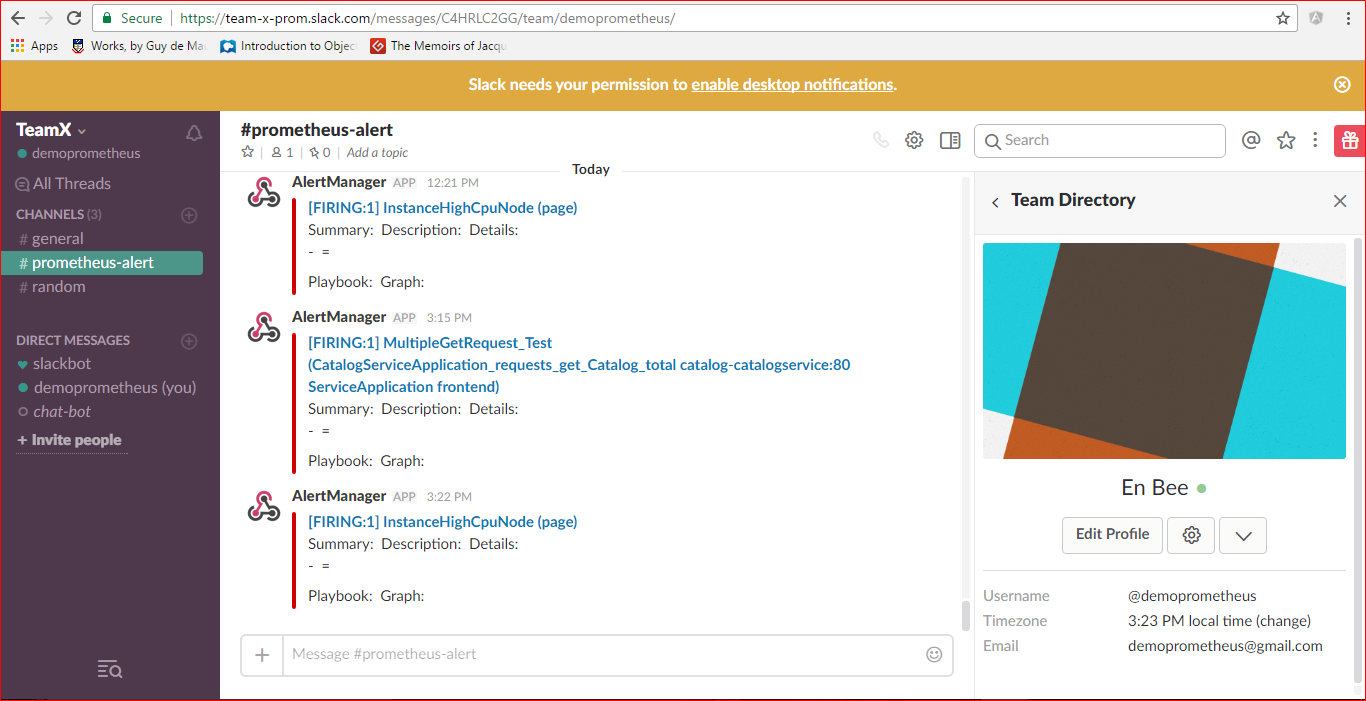 Secure https://team-x-prom.slack.com/messages/C4HRLC2GG/team/demoprometheus/
Apps Works, by Guy de Mau Introduction to Objec The Memoirs of Jacqu
Slack needs your permission to enable desktop notifications.
TeamX
demoprometheus
All Threads
CHANNELS (3)
# general
# prometheus-alert
# random
DIRECT MESSAGES
slackbot
demoprometheus (you)
chat-bot
+ Invite people
#prometheus-alert
1 0 Add a topic
Search
Today
AlertManager APP 12:21 PM
[FIRING:1] InstanceHighCpuNode (page)
Summary: Description: Details:
- =
Playbook: Graph:
AlertManager APP 3:15 PM
[FIRING:1] MultipleGetRequest_Test
(CatalogServiceApplication_requests_get_Catalog_total catalog-catalogservice:80
ServiceApplication frontend)
Summary: Description: Details:
- =
Playbook: Graph:
AlertManager APP 3:22 PM
[FIRING:1] InstanceHighCpuNode (page)
Summary: Description: Details:
- =
Playbook: Graph:
Message #prometheus-alert
Team Directory
En Bee
Edit Profile
Username @demoprometheus
Timezone 3:23 PM local time (change)
Email demoprometheus@gmail.com